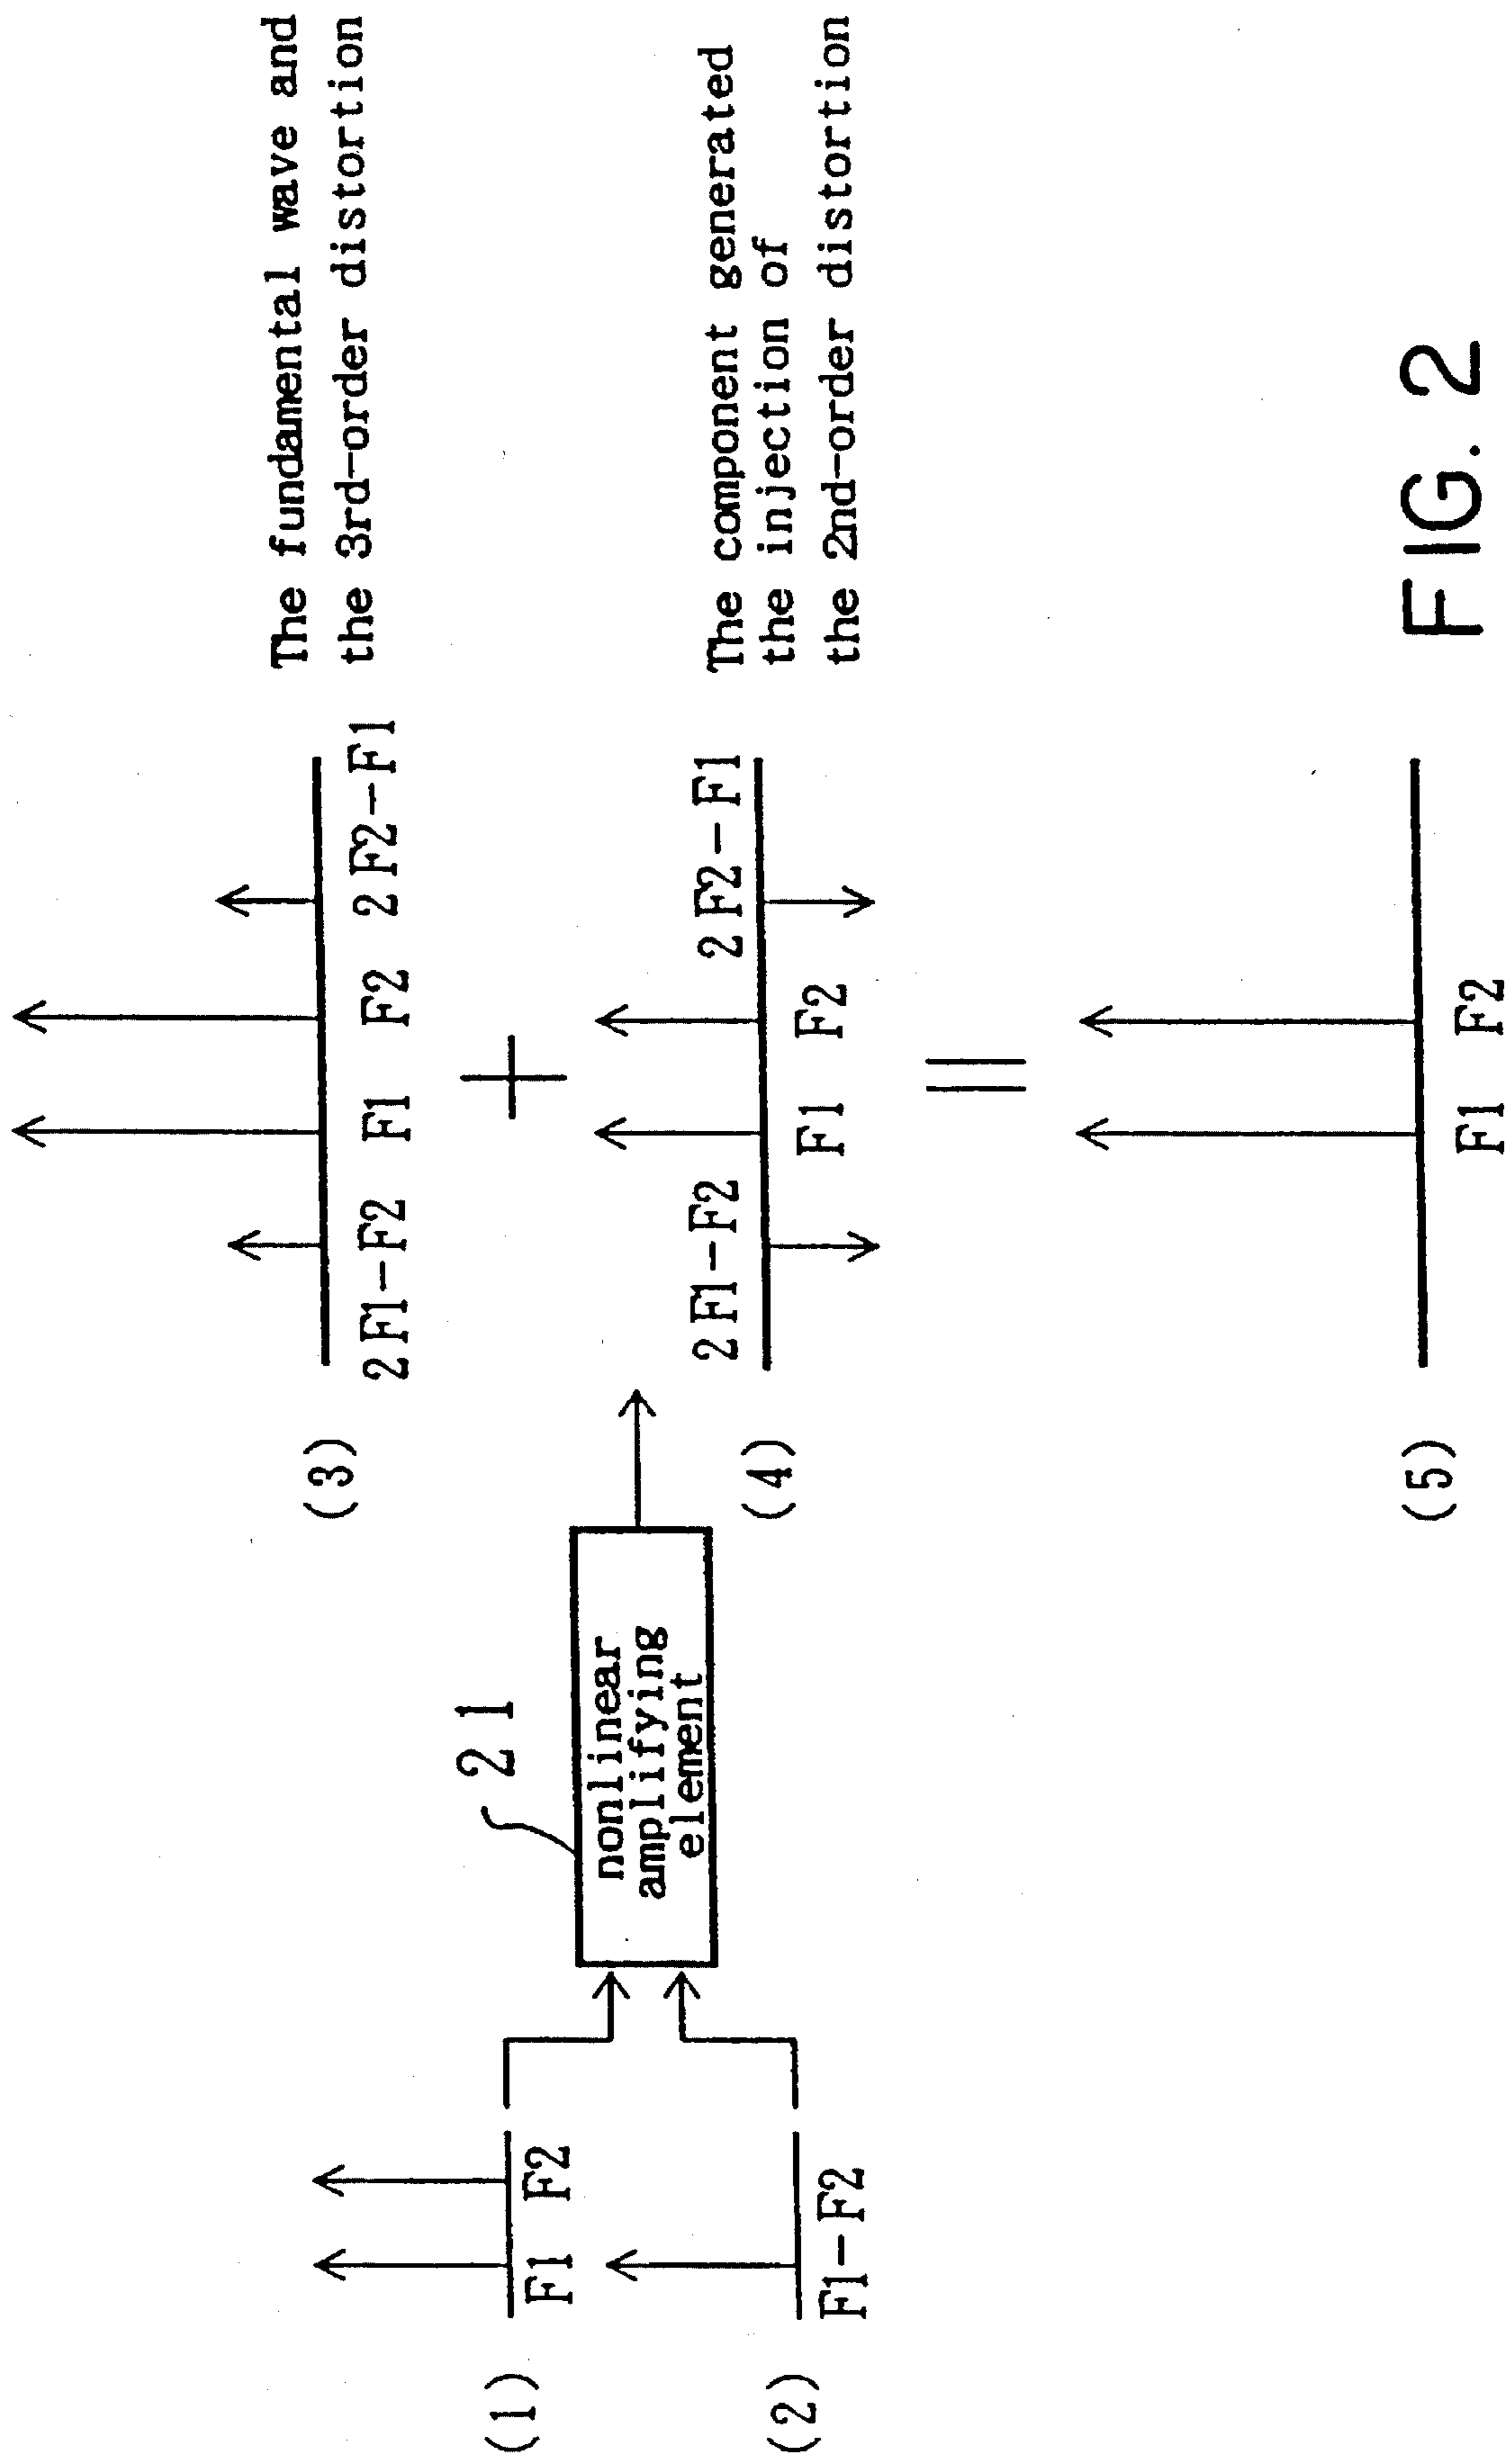 (1)
F1 F2
(2)
F1-F2
21
nonlinear
amplifying
element
(3)
2F1-F2 F1 F2 2F2-F1
The fundamental wave and
the 3rd-order distortion
+
(4)
2F1-F2 2F2-F1
F1 F2
The component generated
the injection of
the 2nd-order distortion
=
(5)
F1 F2
FIG. 2